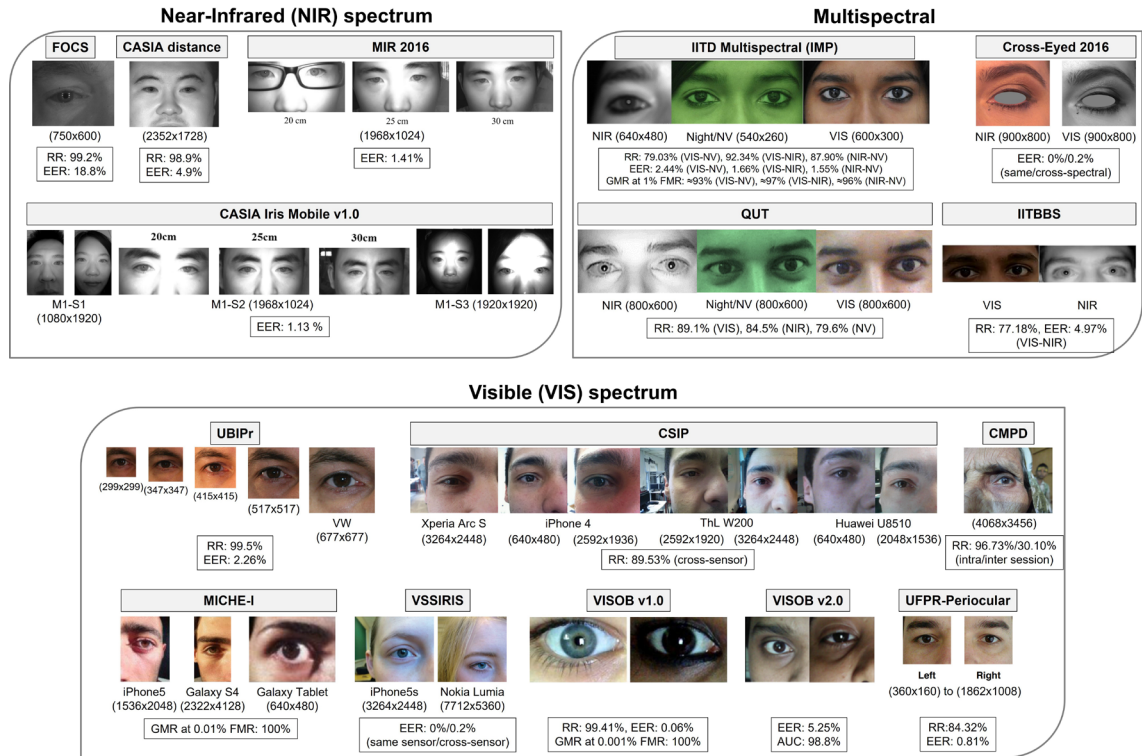 Near-Infrared (NIR) spectrum
FOCS
(750x600)
RR: 99.2%
EER: 18.8%
CASIA distance
(2352x1728)
RR: 98.9%
EER: 4.9%
MIR 2016
20 cm
25 cm
30 cm
(1968x1024)
EER: 1.41%
CASIA Iris Mobile v1.0
20cm
25cm
30cm
M1-S1
(1080x1920)
M1-S2 (1968x1024)
M1-S3 (1920x1920)
EER: 1.13 %
Multispectral
IITD Multispectral (IMP)
NIR (640x480)
Night/NV (540x260)
VIS (600x300)
RR: 79.03% (VIS-NV), 92.34% (VIS-NIR), 87.90% (NIR-NV)
EER: 2.44% (VIS-NV), 1.66% (VIS-NIR), 1.55% (NIR-NV)
GMR at 1% FMR: ≈93% (VIS-NV), ≈97% (VIS-NIR), ≈96% (NIR-NV)
Cross-Eyed 2016
NIR (900x800)
VIS (900x800)
EER: 0%/0.2%
(same/cross-spectral)
QUT
NIR (800x600)
Night/NV (800x600)
VIS (800x600)
RR: 89.1% (VIS), 84.5% (NIR), 79.6% (NV)
IITBBS
VIS
NIR
RR: 77.18%, EER: 4.97%
(VIS-NIR)
Visible (VIS) spectrum
UBIPr
(299x299)
(347x347)
(415x415)
(517x517)
VW
(677x677)
RR: 99.5%
EER: 2.26%
CSIP
Xperia Arc S
(3264x2448)
iPhone 4
(640x480)
(2592x1936)
ThL W200
(2592x1920)
(3264x2448)
Huawei U8510
(640x480)
(2048x1536)
RR: 89.53% (cross-sensor)
CMPD
(4068x3456)
RR: 96.73%/30.10%
(intra/inter session)
MICHE-I
iPhone5
(1536x2048)
Galaxy S4
(2322x4128)
Galaxy Tablet
(640x480)
GMR at 0.01% FMR: 100%
VSSIRIS
iPhone5s
(3264x2448)
Nokia Lumia
(7712x5360)
EER: 0%/0.2%
(same sensor/cross-sensor)
VISOB v1.0
RR: 99.41%, EER: 0.06%
GMR at 0.001% FMR: 100%
VISOB v2.0
EER: 5.25%
AUC: 98.8%
UFPR-Periocular
Left
Right
(360x160) to (1862x1008)
RR:84.32%
EER: 0.81%